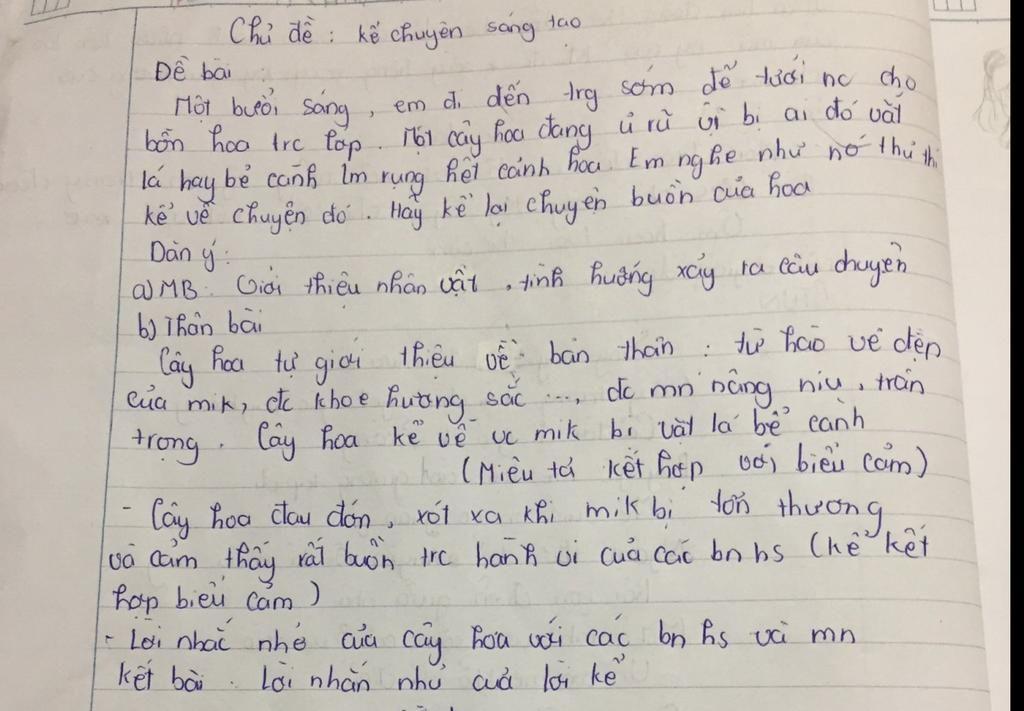 Chủ đề : kể chuyện sáng tao
Đề bài
Một buổi sáng, em đi đến trg sớm để tưới nc cho
bồn hoa trc lớp. Một cây hoa đang ủ rũ vì bị ai đó vặt
lá hay bẻ cành lm rụng hết cánh hoa. Em nghe như nó thủ thỉ
kể về chuyện đó. Hãy kể lại chuyện buồn của hoa
Dàn ý:
a) MB: Giới thiệu nhân vật, tình huống xảy ra câu chuyện
b) Thân bài
Cây hoa tự giới thiệu về bản thân : tự hào vẻ đẹp
của mik, đc khoe hương sắc ..., đc mn nâng niu, trân
trọng. Cây hoa kể về vc mik bị vặt lá bẻ cành
(Miêu tả kết hợp với biểu cảm)
- Cây hoa đau đớn, xót xa khi mik bị tổn thương
và cảm thấy rất buồn trc hành vi của các bn hs (kể kết
hợp biểu cảm)
- Lời nhắc nhở của cây hoa với các bn hs và mn
kết bài. Lời nhắn nhủ của lời kể